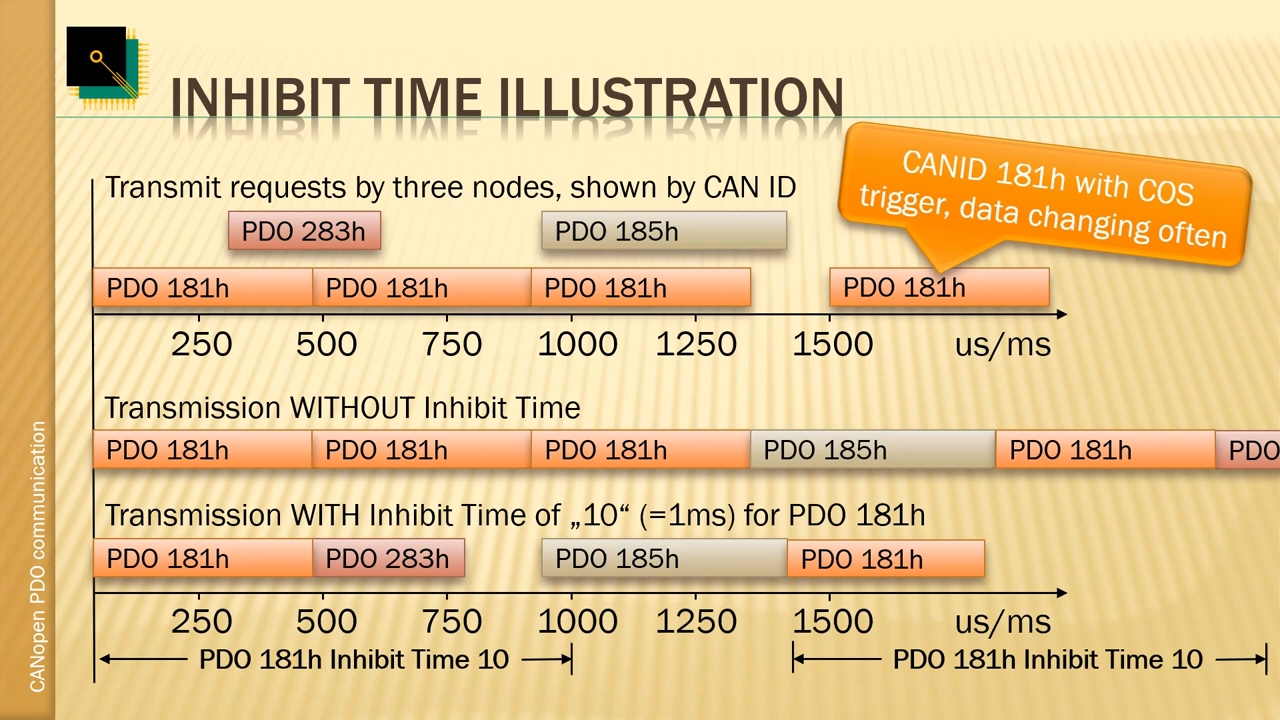 INHIBIT TIME ILLUSTRATION
CANID 181h with COS
trigger, data changing often
Transmit requests by three nodes, shown by CAN ID
PDO 283h PDO 185h
PDO 181h PDO 181h PDO 181h PDO 181h
250 500 750 1000 1250 1500 us/ms
Transmission WITHOUT Inhibit Time
PDO 181h PDO 181h PDO 181h PDO 185h PDO 181h PDO
Transmission WITH Inhibit Time of „10“ (=1ms) for PDO 181h
PDO 181h PDO 283h PDO 185h PDO 181h
250 500 750 1000 1250 1500 us/ms
PDO 181h Inhibit Time 10 PDO 181h Inhibit Time 10
CANopen PDO communication